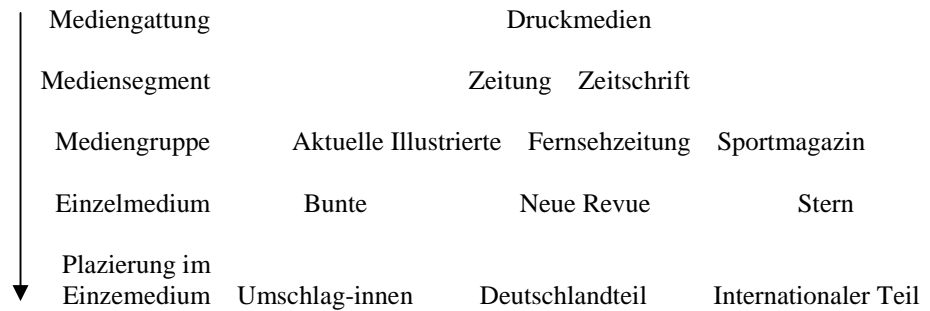 Mediengattung Druckmedien
Mediensegment Zeitung Zeitschrift
Mediengruppe Aktuelle Illustrierte Fernsehzeitung Sportmagazin
Einzelmedium Bunte Neue Revue Stern
Plazierung im
Einzemedium Umschlag-innen Deutschlandteil Internationaler Teil